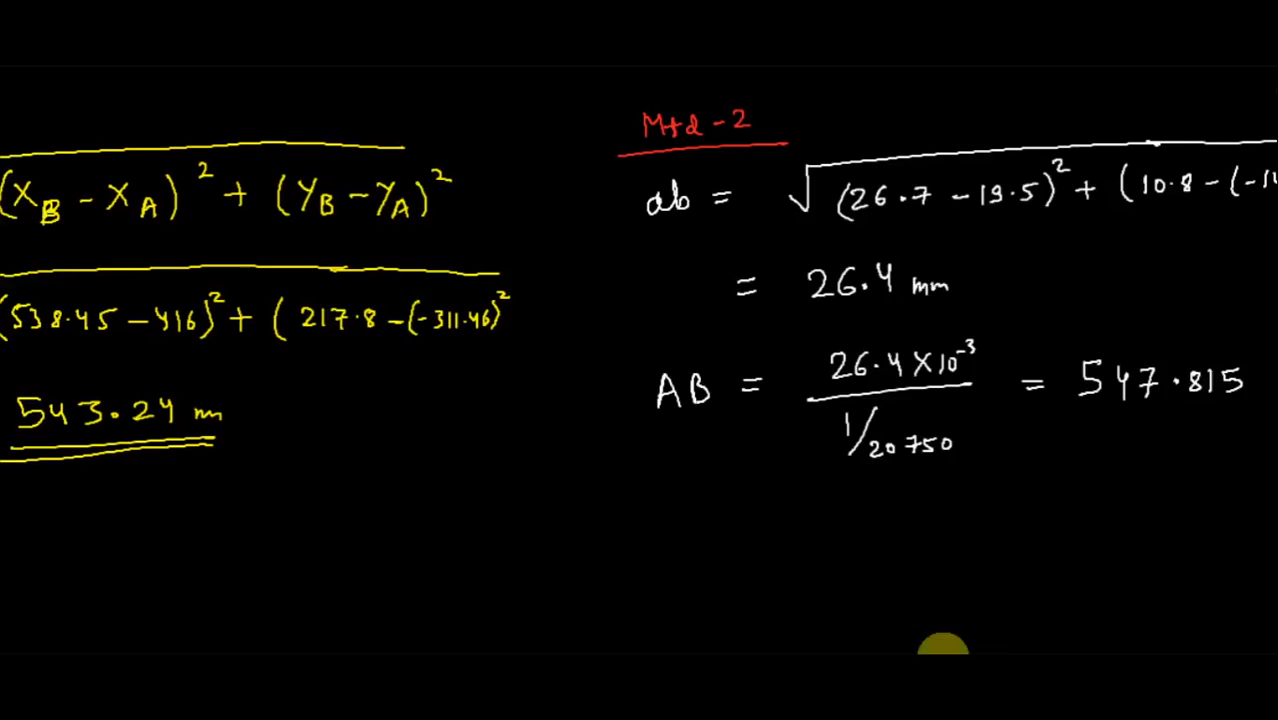 (X_B - X_A)² + (Y_B - Y_A)²
(538.45 - 416)² + (217.8 - (-311.46)²
543.24 m
Mtd - 2
ab = √(26.7 - 19.5)² + (10.8 - (-1
= 26.4 mm
AB = 26.4 X 10⁻³ / 1/20750 = 547.815